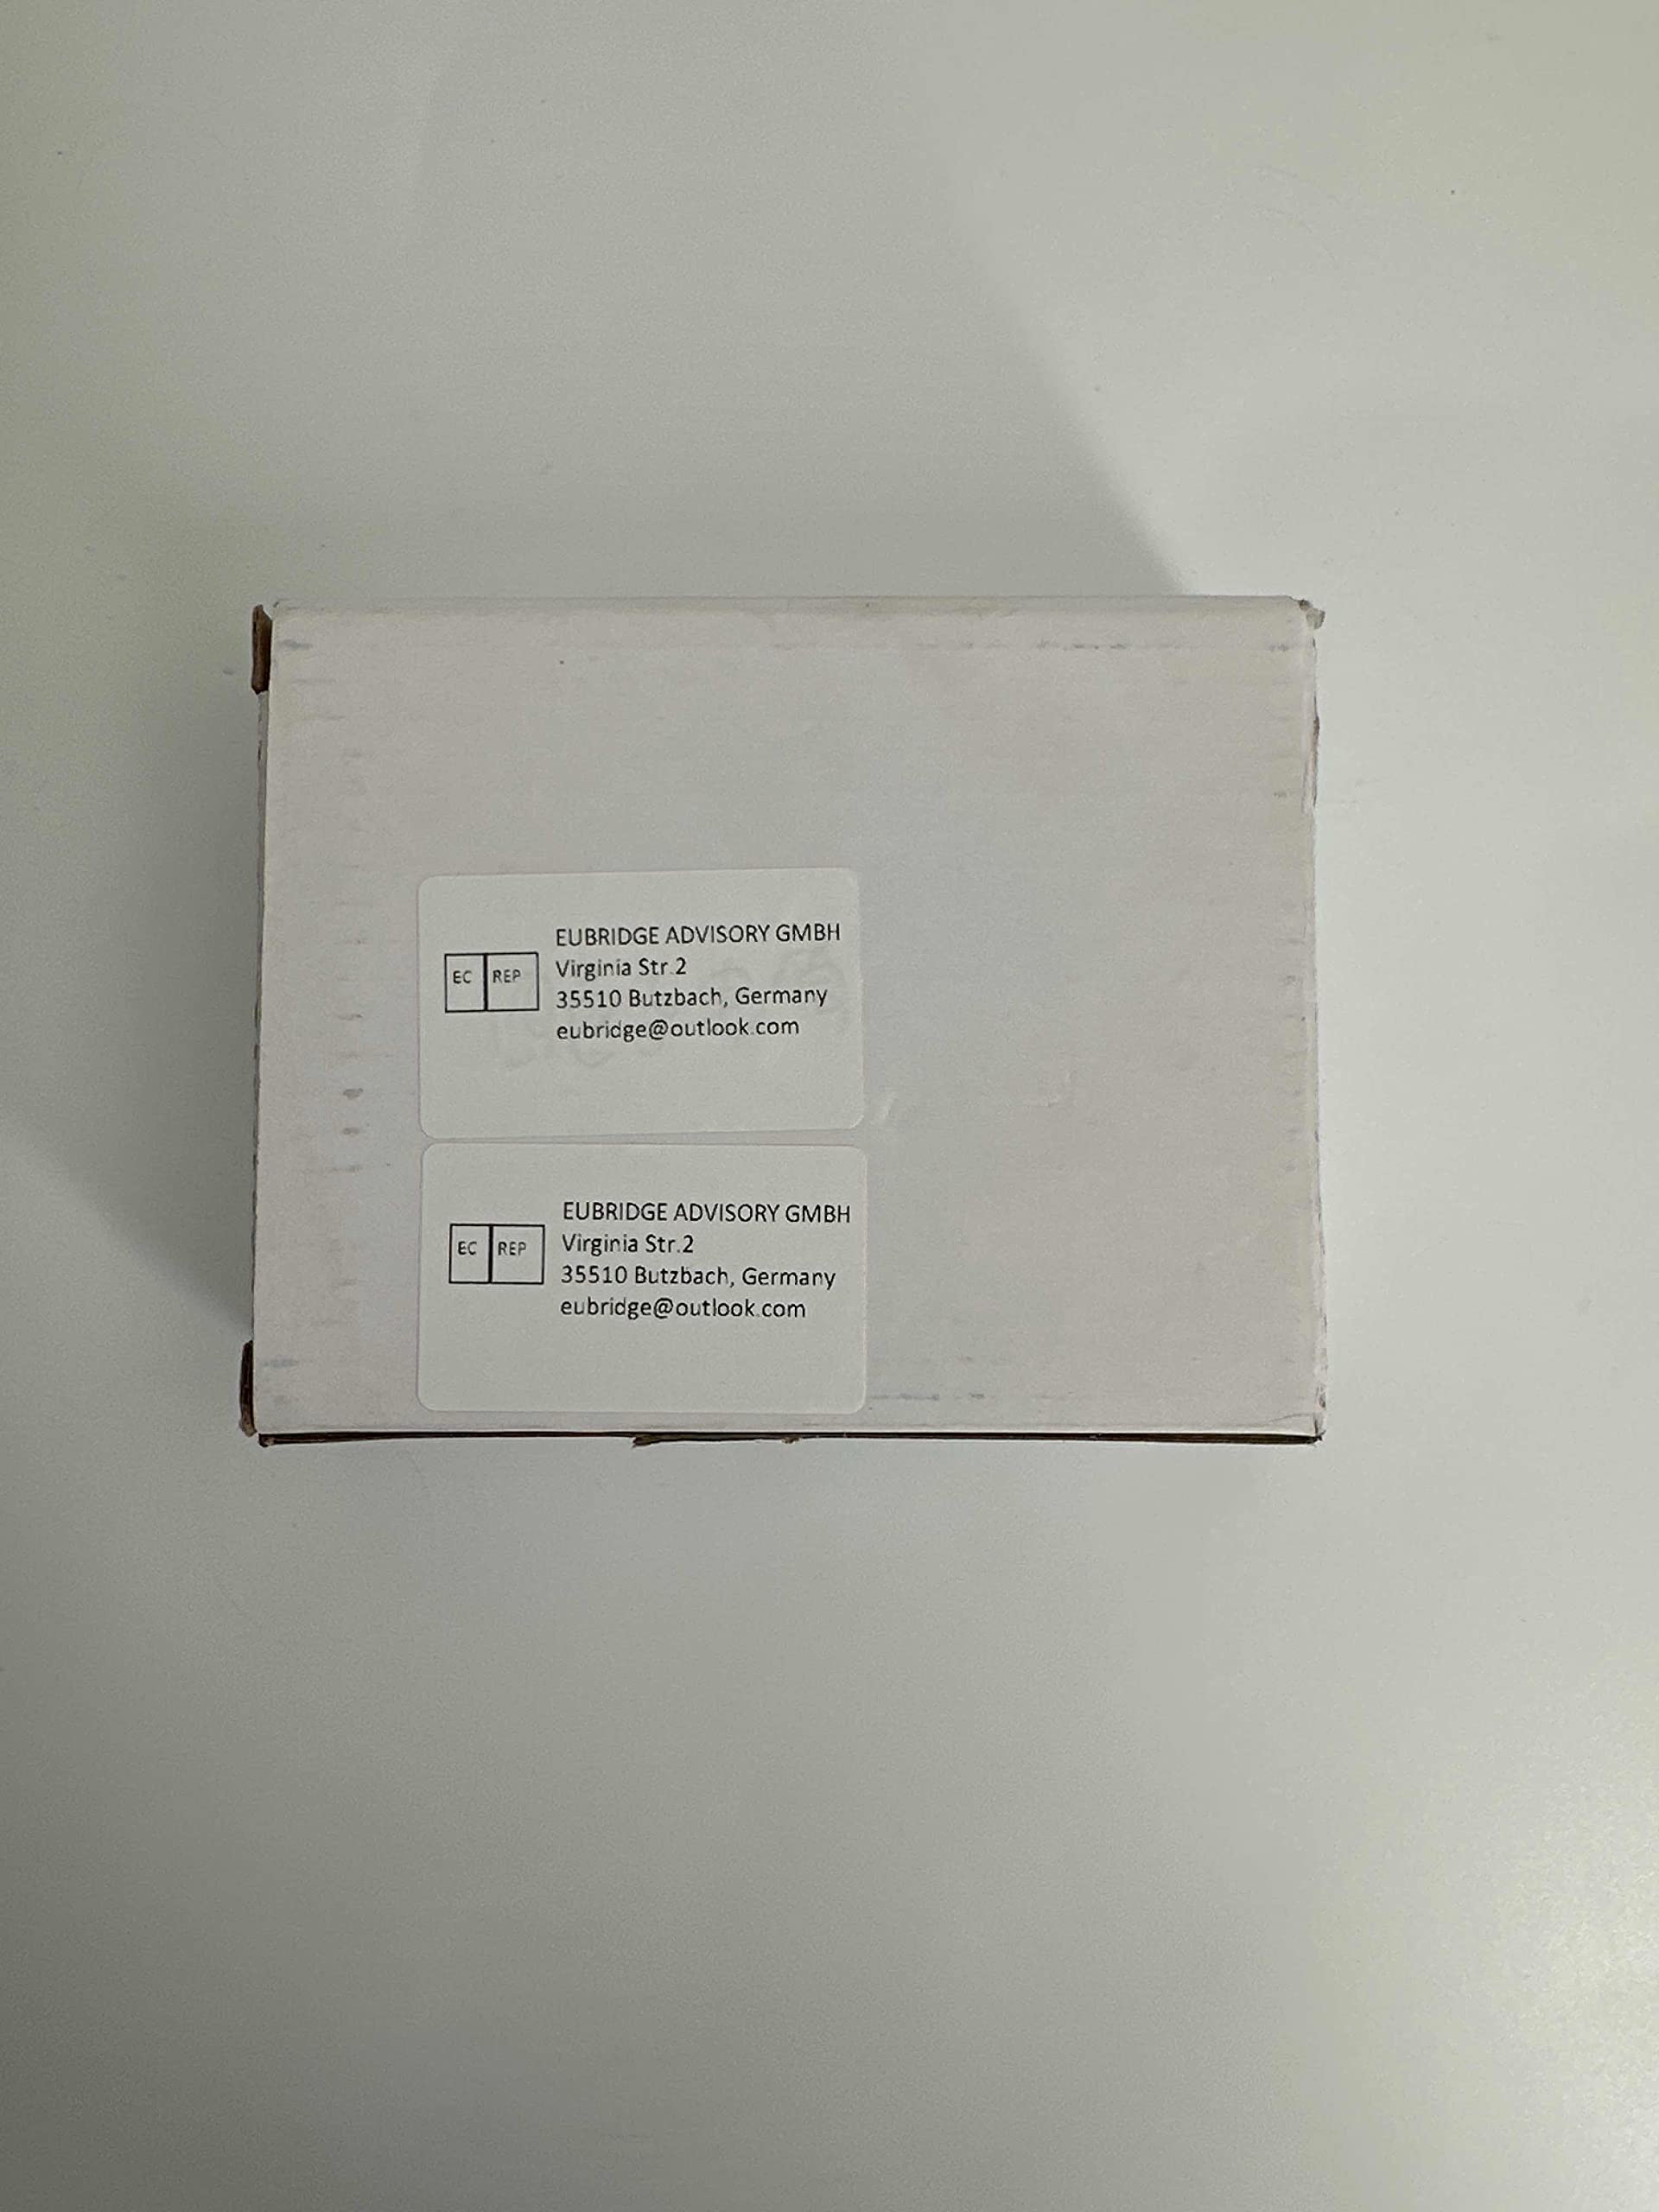 EUBRIDGE ADVISORY GMBH
EC REP
Virginia Str.2
35510 Butzbach, Germany
eubridge@outlook.com
EUBRIDGE ADVISORY GMBH
EC REP
Virginia Str.2
35510 Butzbach, Germany
eubridge@outlook.com